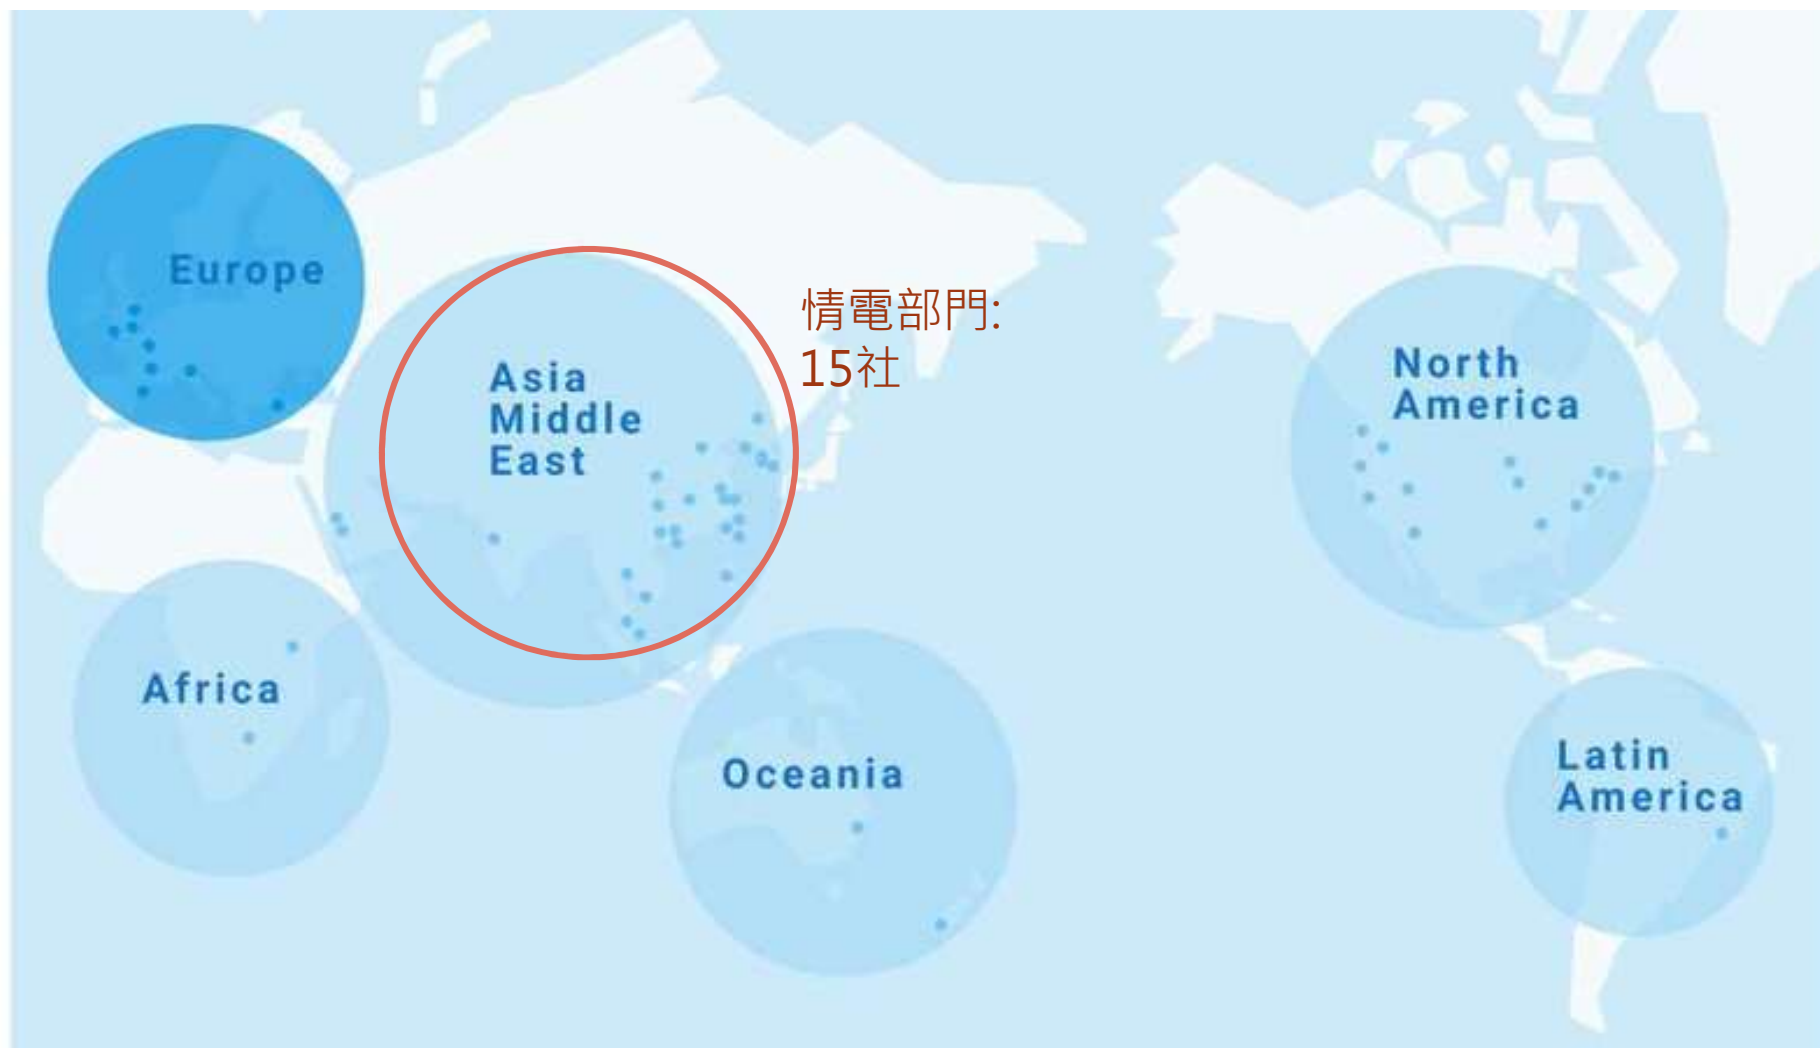 Europe
Asia
Middle
East
情電部門:
15社
North
America
Africa
Oceania
Latin
America